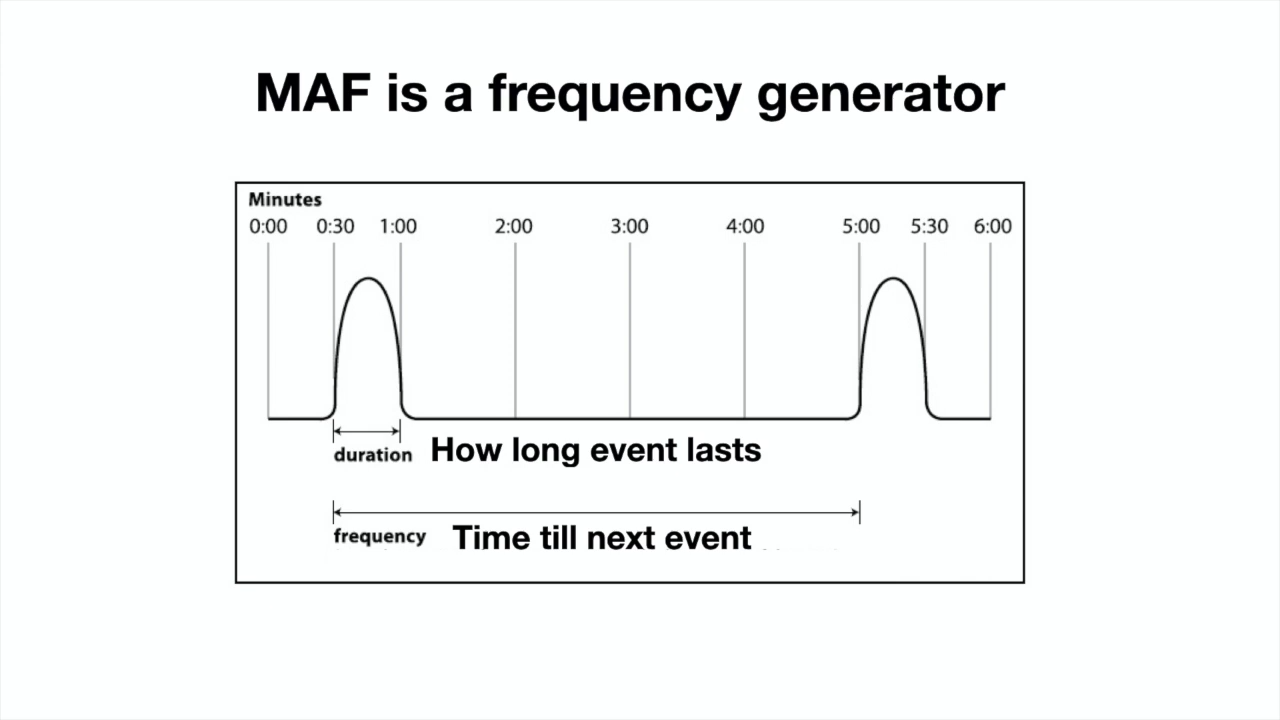 MAF is a frequency generator
Minutes
0:00 0:30 1:00 2:00 3:00 4:00 5:00 5:30 6:00
duration How long event lasts
frequency Time till next event